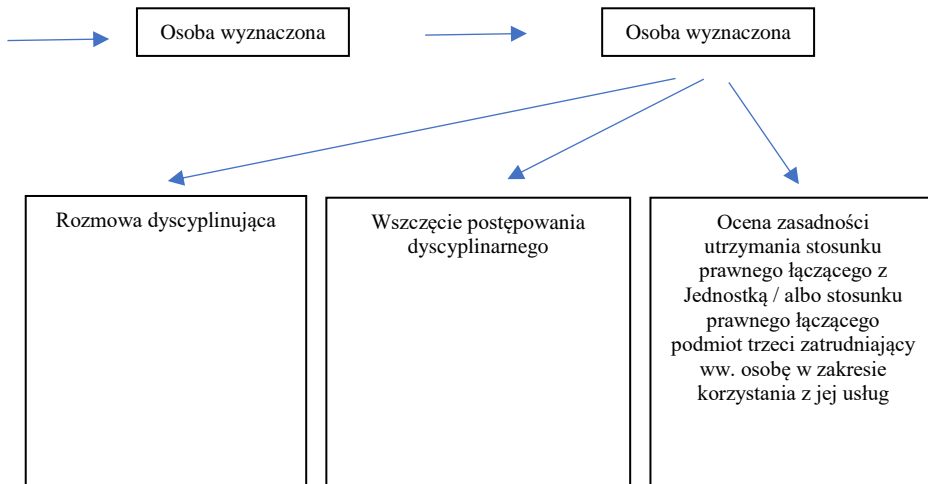 Osoba wyznaczona
Osoba wyznaczona
Rozmowa dyscyplinująca
Wszczęcie postępowania
dyscyplinarnego
Ocena zasadności
utrzymania stosunku
prawnego łączącego z
Jednostką / albo stosunku
prawnego łączącego
podmiot trzeci zatrudniający
ww. osobę w zakresie
korzystania z jej usług